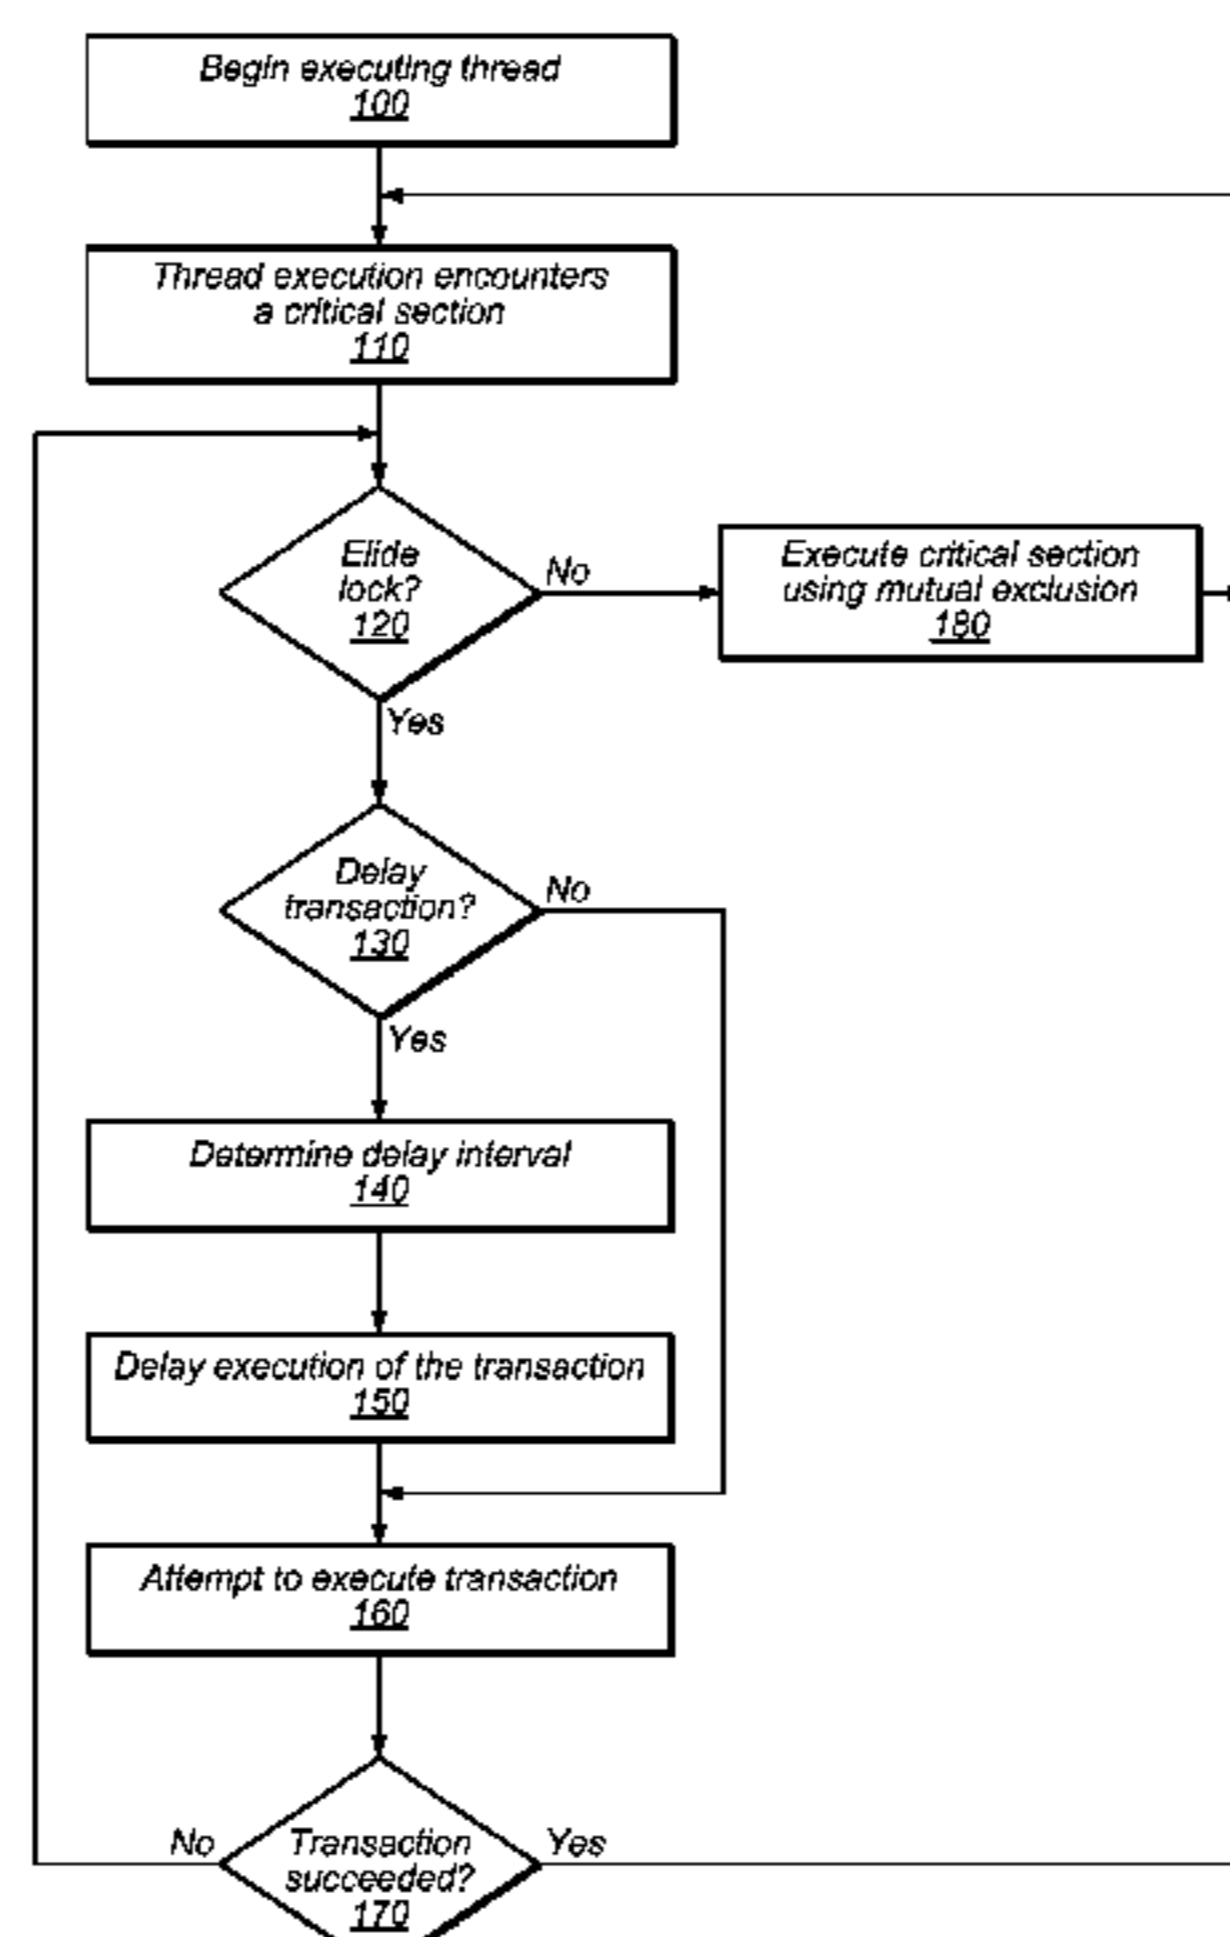 Begin executing thread
100
Thread execution encounters
a critical section
110
Elide
lock?
120
No
Execute critical section
using mutual exclusion
180
Yes
Delay
transaction?
130
No
Yes
Determine delay interval
140
Delay execution of the transaction
150
Attempt to execute transaction
160
No
Transaction
succeeded?
170
Yes